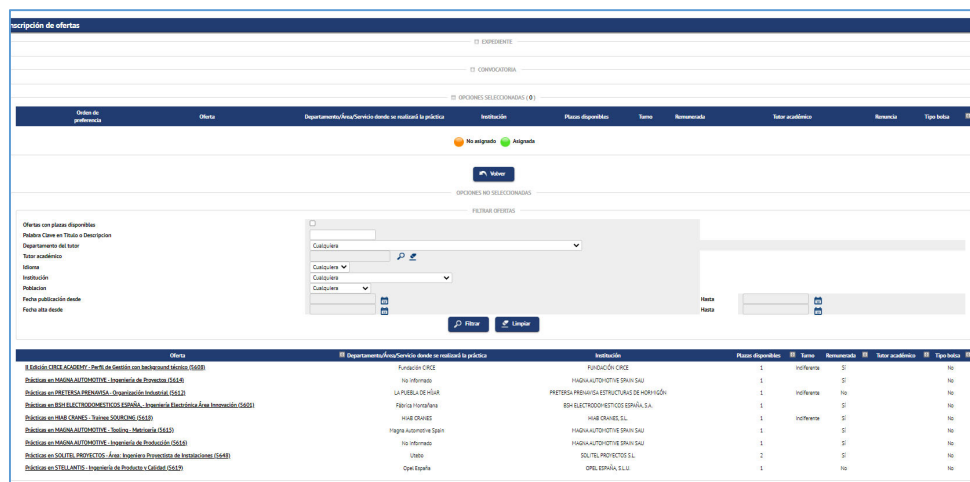 nscripción de ofertas
EXPEDIENTE
CONVOCATORIA
OPCIONES SELECCIONADAS ( 0 )
Orden de preferencia Oferta Departamento/Área/Servicio donde se realizará la práctica Institución Plazas disponibles Turno Remunerada Tutor académico Renuncia Tipo bolsa
No asignado Asignada
Volver
OPCIONES NO SELECCIONADAS
FILTRAR OFERTAS
Ofertas con plazas disponibles
Palabra Clave en Titulo o Descripcion
Departamento del tutor Cualquiera
Tutor académico
Idioma Cualquiera
Institución Cualquiera
Poblacion Cualquiera
Fecha publicación desde Hasta
Fecha alta desde Hasta
Filtrar Limpiar
Oferta Departamento/Área/Servicio donde se realizará la práctica Institución Plazas disponibles Turno Remunerada Tutor académico Tipo bolsa
II Edición CIRCE ACADEMY - Perfil de Gestión con background técnico (5608) Fundación CIRCE FUNDACIÓN CIRCE 1 Indiferente Sí No
Prácticas en MAGNA AUTOMOTIVE - Ingeniería de Proyectos (5614) No informado MAGNA AUTOMOTIVE SPAIN SAU 1 Sí No
Prácticas en PRETERSA PRENAVISA - Organización Industrial (5612) LA PUEBLA DE HÍJAR PRETERSA PRENAVISA ESTRUCTURAS DE HORMIGÓN 1 Indiferente No No
Prácticas en BSH ELECTRODOMESTICOS ESPAÑA, - Ingeniería Electrónica Área Innovación (5601) Fábrica Montañana BSH ELECTRODOMESTICOS ESPAÑA, S.A. 1 Sí No
Prácticas en HIAB CRANES - Trainee SOURCING (5618) HIAB CRANES HIAB CRANES, S.L. 1 Indiferente Sí No
Prácticas en MAGNA AUTOMOTIVE - Tooling - Matricería (5615) Magna Automotive Spain MAGNA AUTOMOTIVE SPAIN SAU 1 Sí No
Prácticas en MAGNA AUTOMOTIVE - Ingeniería de Producción (5616) No informado MAGNA AUTOMOTIVE SPAIN SAU 1 Sí No
Prácticas en SOLITEL PROYECTOS - Área: Ingeniero Proyectista de Instalaciones (5648) Utebo SOLITEL PROYECTOS S.L. 2 Sí No
Prácticas en STELLANTIS - Ingeniería de Producto y Calidad (5619) Opel España OPEL ESPAÑA, S.L.U. 1 No No